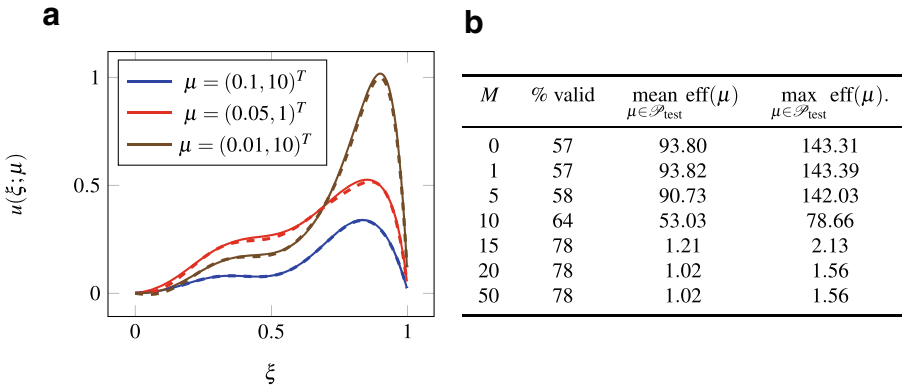 a
1
0.5
0
u(ξ;μ)
μ = (0.1,10)^T
μ = (0.05,1)^T
μ = (0.01,10)^T
0 0.5 1
ξ
b
M % valid mean eff(μ) max eff(μ).
μ∈𝒫test μ∈𝒫test
0 57 93.80 143.31
1 57 93.82 143.39
5 58 90.73 142.03
10 64 53.03 78.66
15 78 1.21 2.13
20 78 1.02 1.56
50 78 1.02 1.56